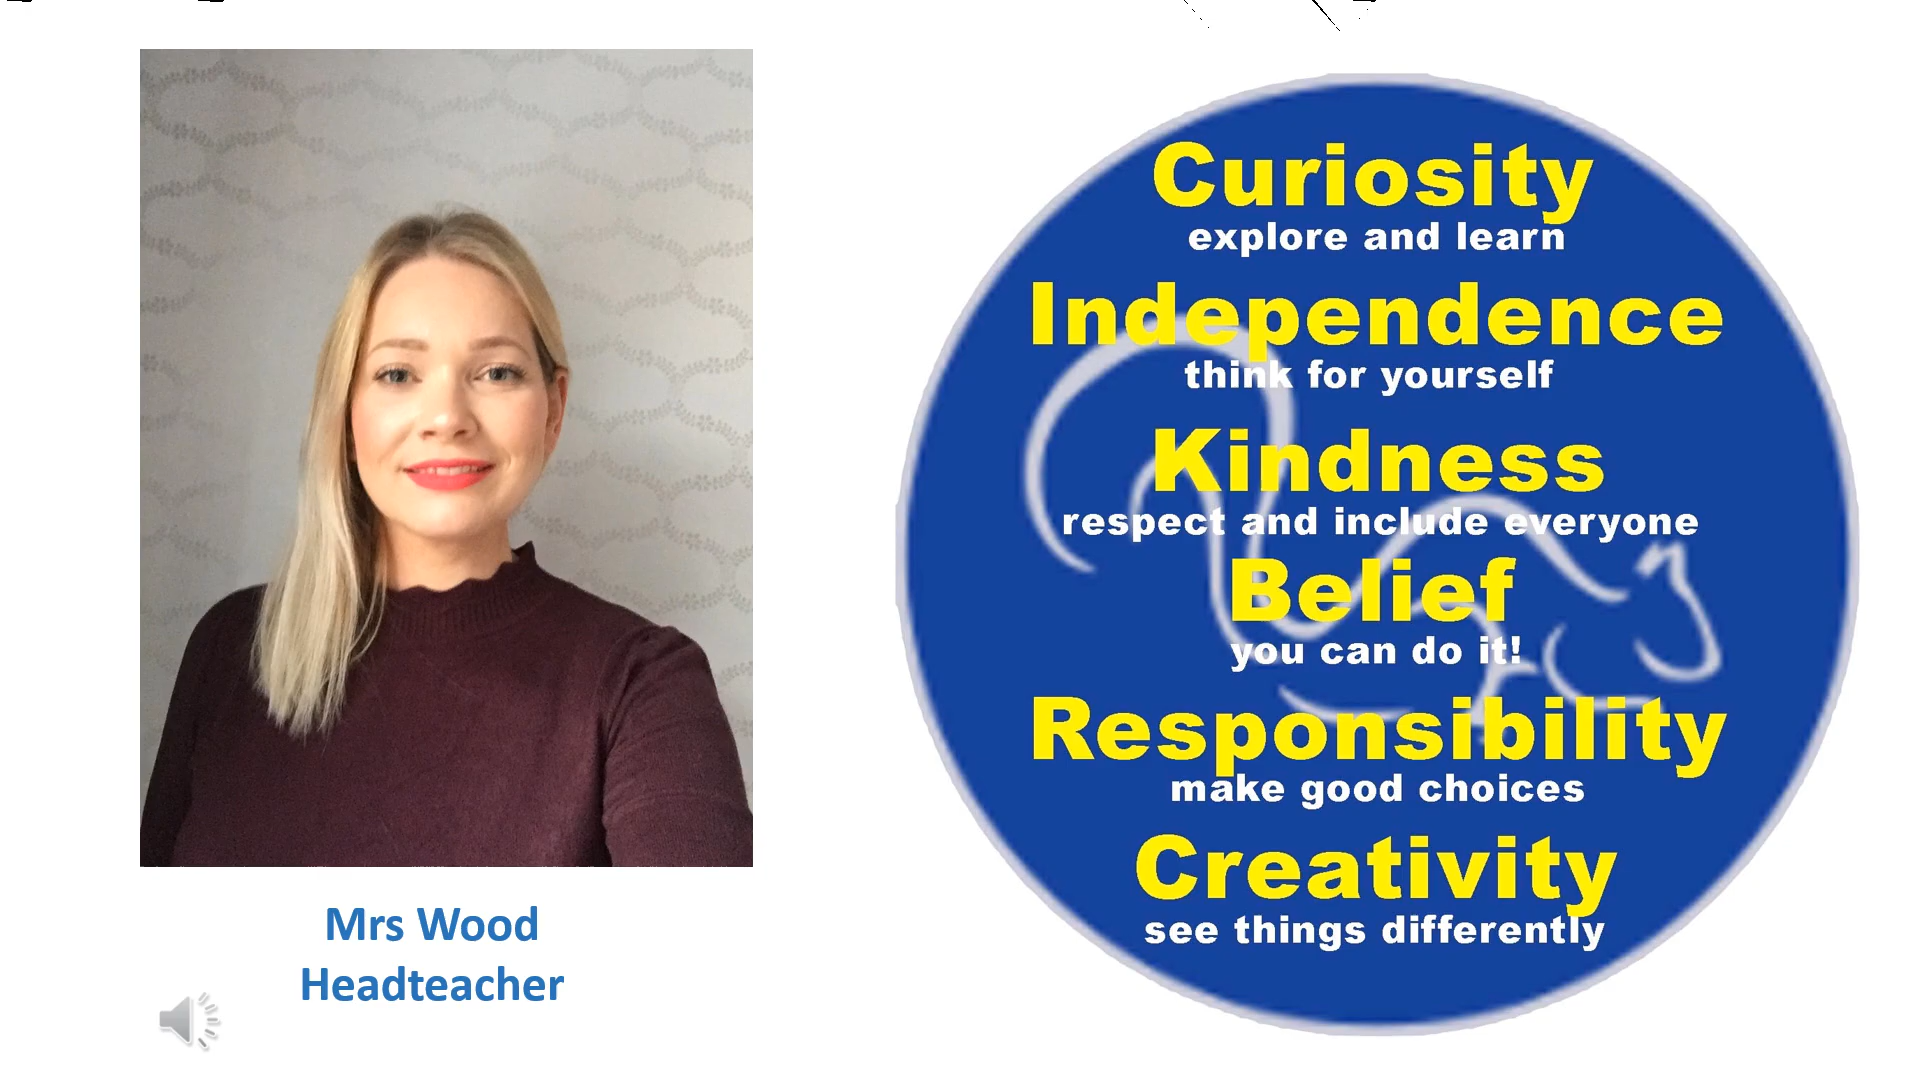 Mrs Wood
Headteacher
Curiosity
explore and learn
Independence
think for yourself
Kindness
respect and include everyone
Belief
you can do it!
Responsibility
make good choices
Creativity
see things differently